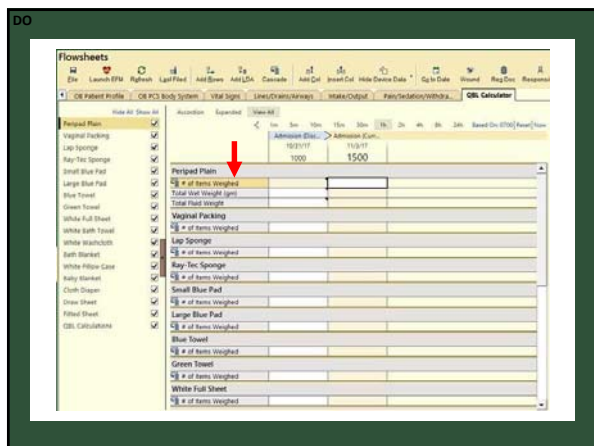 DO
Flowsheets
File Launch EFM Refresh Last Filed Add Rows Add LDA Cascade Add Col Insert Col Hide Device Data Go to Date Wound Reg Doc Responsi
OB Patient Profile OB PCS Body System Vital Signs Lines/Drains/Airways Intake/Output Pain/Sedation/Withdra... QBL Calculator
Hide All Show All Accordion Expanded View All
1m 5m 10m 15m 30m 1h 2h 4h 8h 24h Based On: 0700 Reset Now
Admission (Disc... Admission (Curr...
10/31/17 11/3/17
1000 1500
Peripad Plain
Vaginal Packing
Lap Sponge
Ray-Tec Sponge
Small Blue Pad
Large Blue Pad
Blue Towel
Green Towel
White Full Sheet
White Bath Towel
White Washcloth
Bath Blanket
White Pillow Case
Baby Blanket
Cloth Diaper
Draw Sheet
Fitted Sheet
QBL Calculations
Peripad Plain
# of Items Weighed
Total Wet Weight (gm)
Total Fluid Weight
Vaginal Packing
# of Items Weighed
Lap Sponge
# of Items Weighed
Ray-Tec Sponge
# of Items Weighed
Small Blue Pad
# of Items Weighed
Large Blue Pad
# of Items Weighed
Blue Towel
# of Items Weighed
Green Towel
# of Items Weighed
White Full Sheet
# of Items Weighed